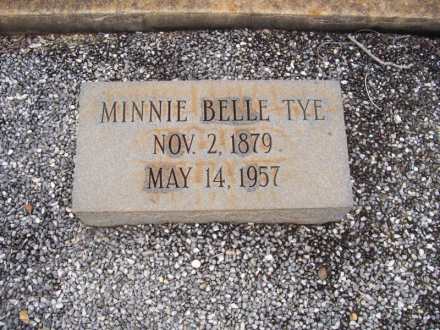 MINNIE BELLE TYE
NOV. 2, 1879
MAY 14, 1957